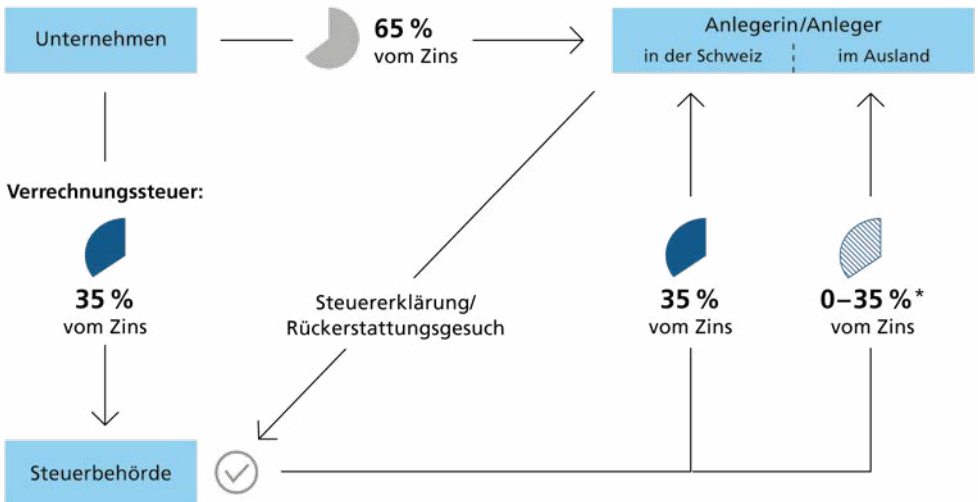 Unternehmen
65 %
vom Zins
Anlegerin/Anleger
in der Schweiz
im Ausland
Verrechnungssteuer:
35 %
vom Zins
Steuererklärung/
Rückerstattungsgesuch
35 %
vom Zins
0–35 %*
vom Zins
Steuerbehörde